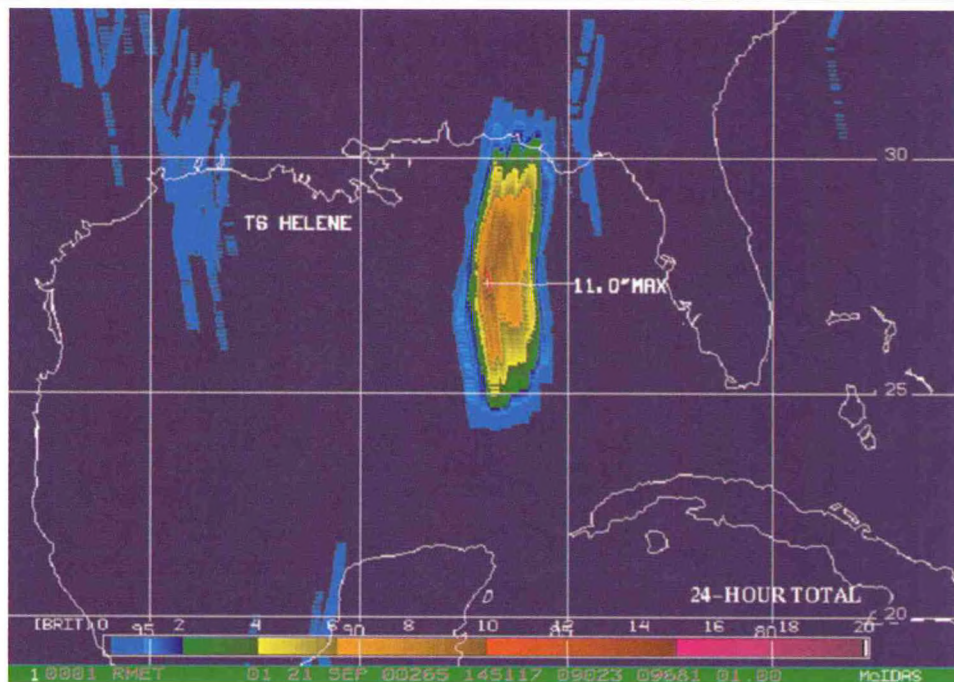 30
TS HELENE
11.0"MAX
25
24-HOUR TOTAL
20
(BRIT) 0 2 4 6 8 10 14 16 18 20
95 90 85 80
1 0001 RMET 01 21 SEP 00265 145117 09023 09681 01.00 McIDAS